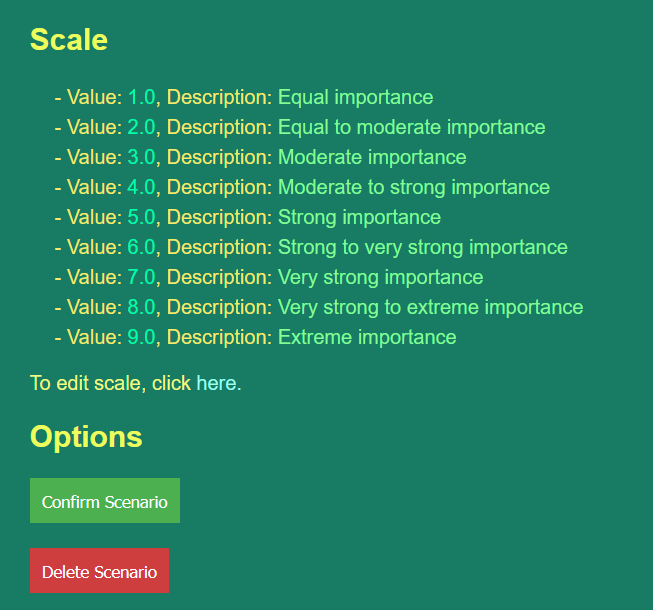 Scale
- Value: 1.0, Description: Equal importance
- Value: 2.0, Description: Equal to moderate importance
- Value: 3.0, Description: Moderate importance
- Value: 4.0, Description: Moderate to strong importance
- Value: 5.0, Description: Strong importance
- Value: 6.0, Description: Strong to very strong importance
- Value: 7.0, Description: Very strong importance
- Value: 8.0, Description: Very strong to extreme importance
- Value: 9.0, Description: Extreme importance
To edit scale, click here.
Options
Confirm Scenario
Delete Scenario